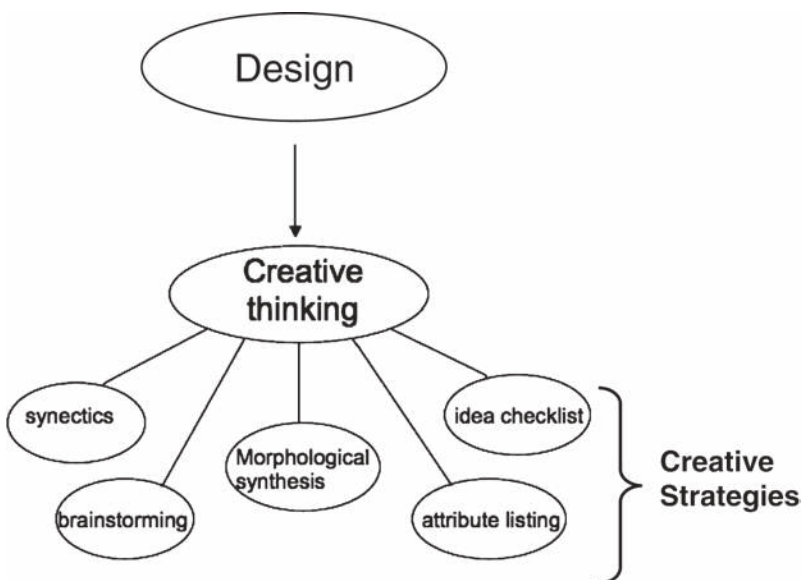 Design
Creative
thinking
synectics
idea checklist
Morphological
synthesis
brainstorming
attribute listing
Creative
Strategies